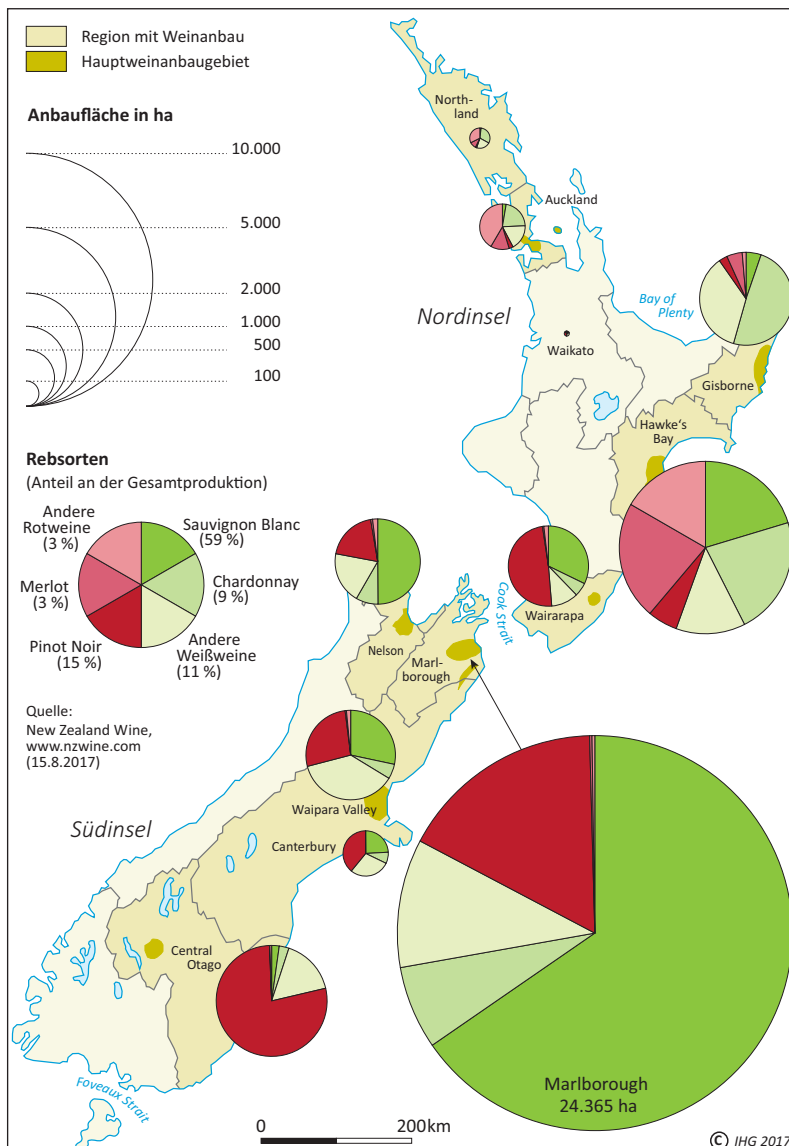 Region mit Weinanbau
Hauptweinanbaugebiet
Anbaufläche in ha
10.000
5.000
2.000
1.000
500
100
North-
land
Auckland
Nordinsel
Bay of
Plenty
Waikato
Gisborne
Hawke‘s
Bay
Rebsorten
(Anteil an der Gesamtproduktion)
Andere
Rotweine
(3 %)
Sauvignon Blanc
(59 %)
Merlot
(3 %)
Chardonnay
(9 %)
Pinot Noir
(15 %)
Andere
Weißweine
(11 %)
Cook Strait
Wairarapa
Nelson
Marl-
borough
Quelle:
New Zealand Wine,
www.nzwine.com
(15.8.2017)
Waipara Valley
Südinsel
Canterbury
Central
Otago
Foveaux Strait
Marlborough
24.365 ha
0 200km
© IHG 2017